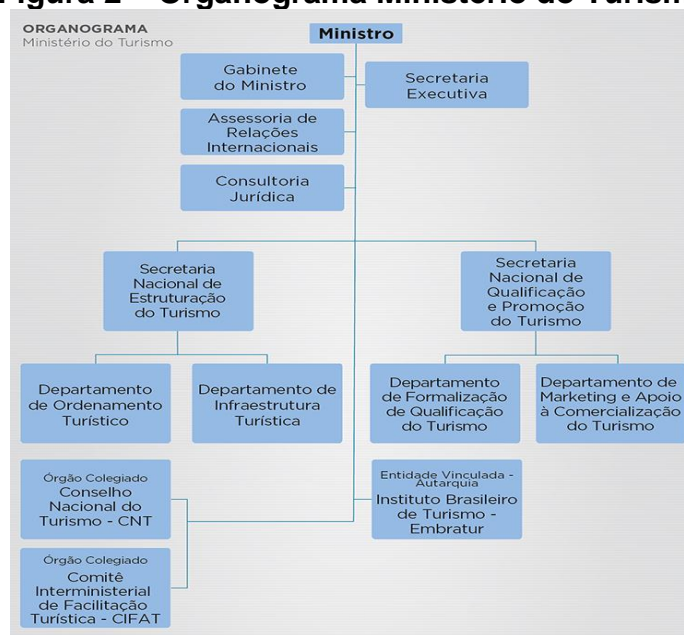 Figura 2 – Organograma Ministério do Turism
ORGANOGRAMA
Ministério do Turismo
Ministro
Gabinete
do Ministro
Secretaria
Executiva
Assessoria de
Relações
Internacionais
Consultoria
Jurídica
Secretaria
Nacional de
Estruturação
do Turismo
Secretaria
Nacional de
Qualificação
e Promoção
do Turismo
Departamento
de Ordenamento
Turístico
Departamento de
Infraestrutura
Turística
Departamento
de Formalização
de Qualificação
do Turismo
Departamento de
Marketing e Apoio
à Comercialização
do Turismo
Órgão Colegiado
Conselho
Nacional do
Turismo - CNT
Entidade Vinculada -
Autarquia
Instituto Brasileiro
de Turismo -
Embratur
Órgão Colegiado
Comitê
Interministerial
de Facilitação
Turística - CIFAT